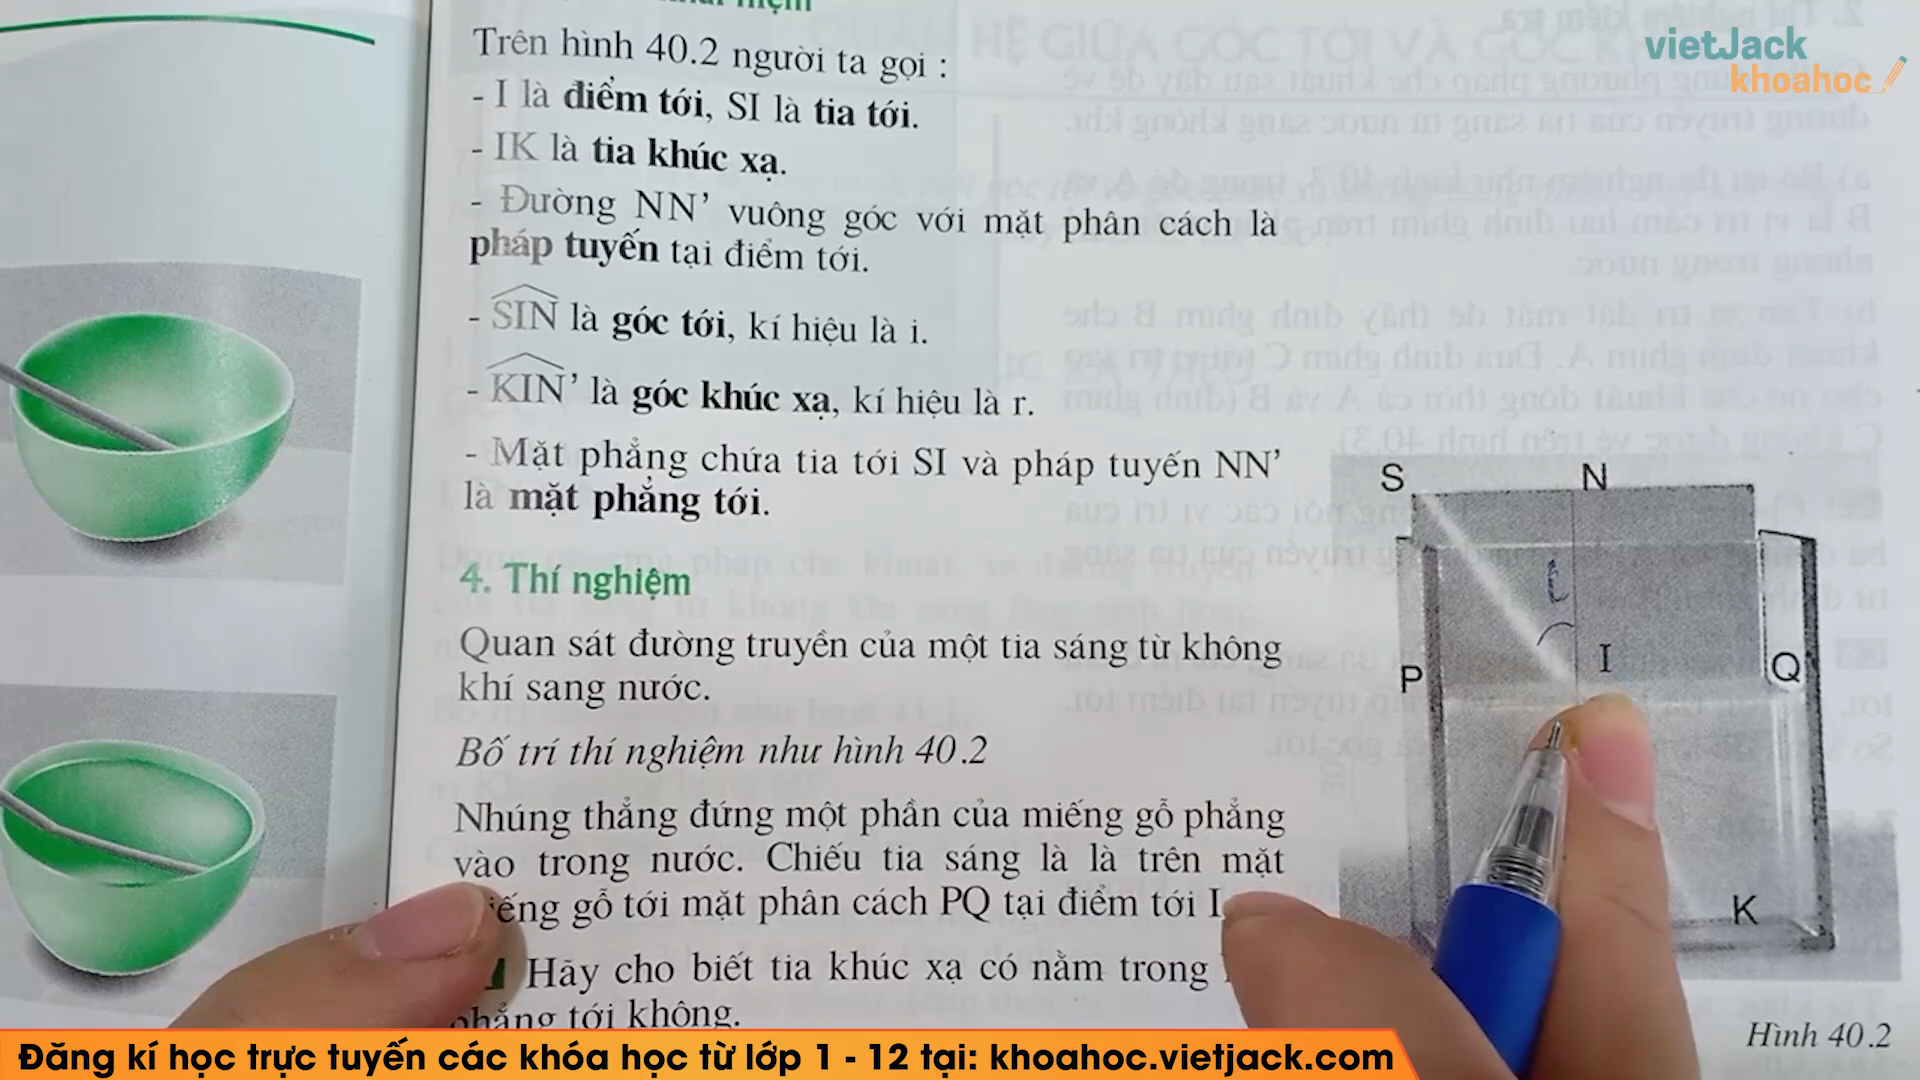 Trên hình 40.2 người ta gọi :
- I là điểm tới, SI là tia tới.
- IK là tia khúc xạ.
- Đường NN’ vuông góc với mặt phân cách là
pháp tuyến tại điểm tới.
- SIN là góc tới, kí hiệu là i.
- KIN’ là góc khúc xạ, kí hiệu là r.
- Mặt phẳng chứa tia tới SI và pháp tuyến NN’
là mặt phẳng tới.
4. Thí nghiệm
Quan sát đường truyền của một tia sáng từ không
khí sang nước.
Bố trí thí nghiệm như hình 40.2
Nhúng thẳng đứng một phần của miếng gỗ phẳng
vào trong nước. Chiếu tia sáng là là trên mặt
gỗ tới mặt phân cách PQ tại điểm tới I
Hãy cho biết tia khúc xạ có nằm trong
phẳng tới không.
vietJack
khoahoc
S
N
i
I
P
Q
K
Hình 40.2
Đăng kí học trực tuyến các khóa học từ lớp 1 - 12 tại: khoahoc.vietjack.com